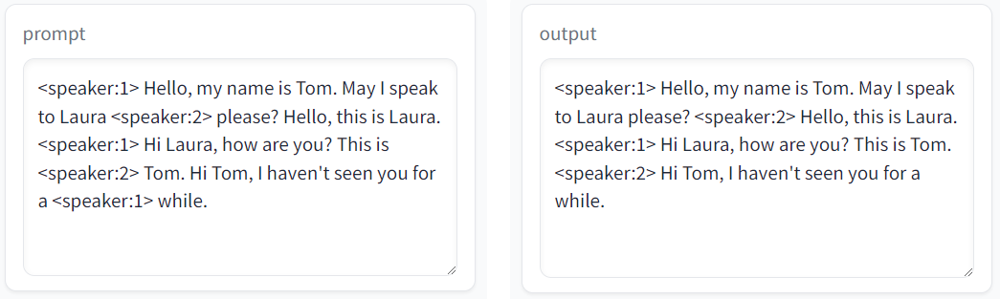 prompt
<speaker:1> Hello, my name is Tom. May I speak
to Laura <speaker:2> please? Hello, this is Laura.
<speaker:1> Hi Laura, how are you? This is
<speaker:2> Tom. Hi Tom, I haven't seen you for
a <speaker:1> while.
output
<speaker:1> Hello, my name is Tom. May I speak
to Laura please? <speaker:2> Hello, this is Laura.
<speaker:1> Hi Laura, how are you? This is Tom.
<speaker:2> Hi Tom, I haven't seen you for a
while.